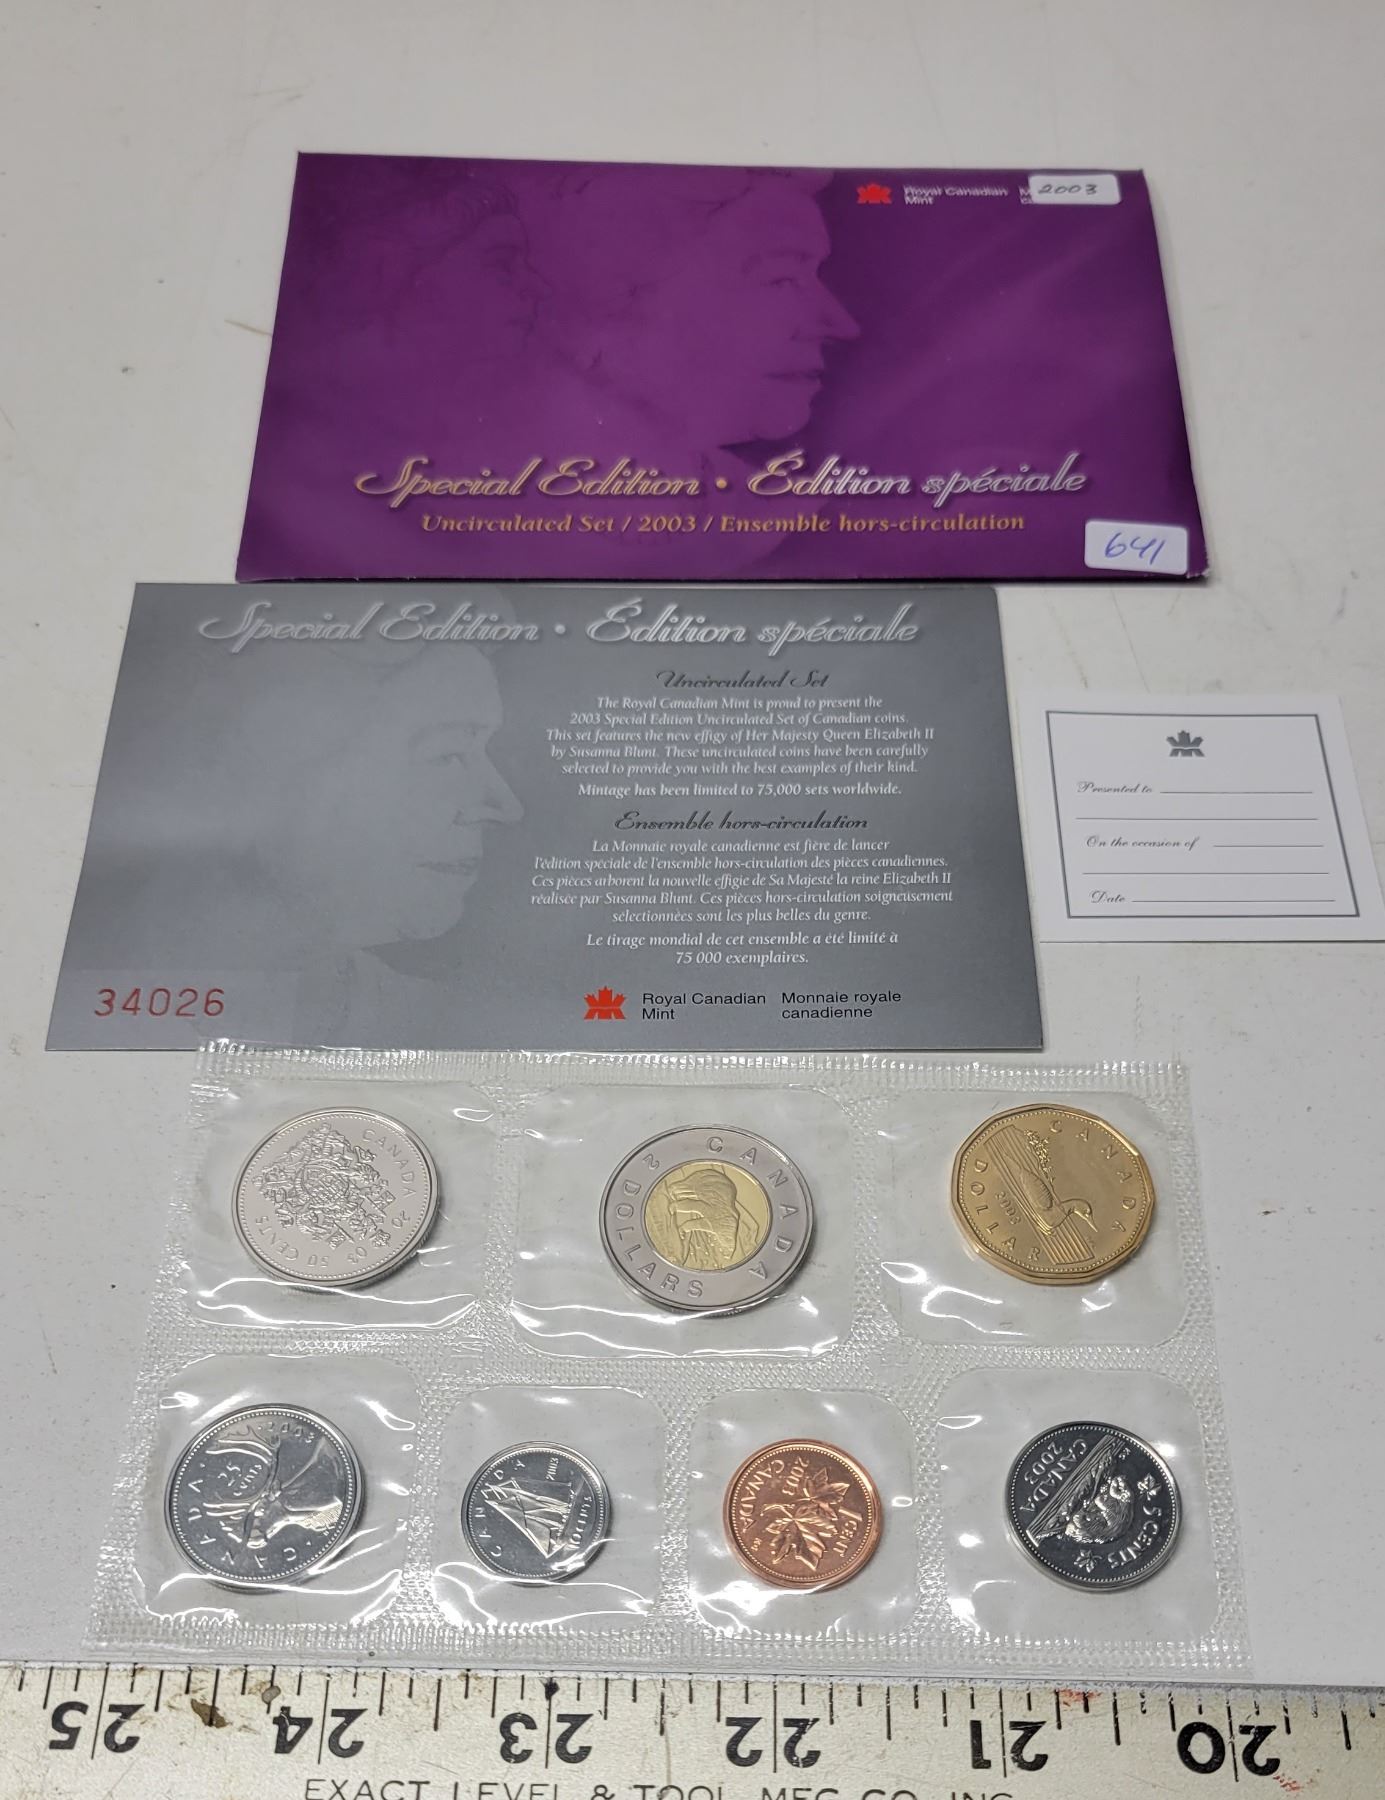 Royal Canadian
Mint
2003
Special Edition • Édition spéciale
Uncirculated Set / 2003 / Ensemble hors-circulation
641
Special Edition • Édition spéciale
Uncirculated Set
The Royal Canadian Mint is proud to present the
2003 Special Edition Uncirculated Set of Canadian coins.
This set features the new effigy of Her Majesty Queen Elizabeth II
by Susanna Blunt. These uncirculated coins have been carefully
selected to provide you with the best examples of their kind.
Mintage has been limited to 75,000 sets worldwide.
Ensemble hors-circulation
La Monnaie royale canadienne est fière de lancer
l'édition spéciale de l'ensemble hors-circulation des pièces canadiennes.
Ces pièces arborent la nouvelle effigie de Sa Majesté la reine Elizabeth II
réalisée par Susanna Blunt. Ces pièces hors-circulation soigneusement
sélectionnées sont les plus belles du genre.
Le tirage mondial de cet ensemble a été limité à
75 000 exemplaires.
34026
Royal Canadian
Mint
Monnaie royale
canadienne
Presented to
On the occasion of
Date
CANADA
20 03
50 CENTS
CANADA
2 DOLLARS
CANADA
2003
DOLLAR
CANADA
2003
25
CENTS
CANADA
2003
10 CENTS
2003
CANADA
1 CENT
CANADA
2003
5 CENTS
25 24 23 22 21 20
EXACT LEVEL & TOOL MFG. CO. INC.